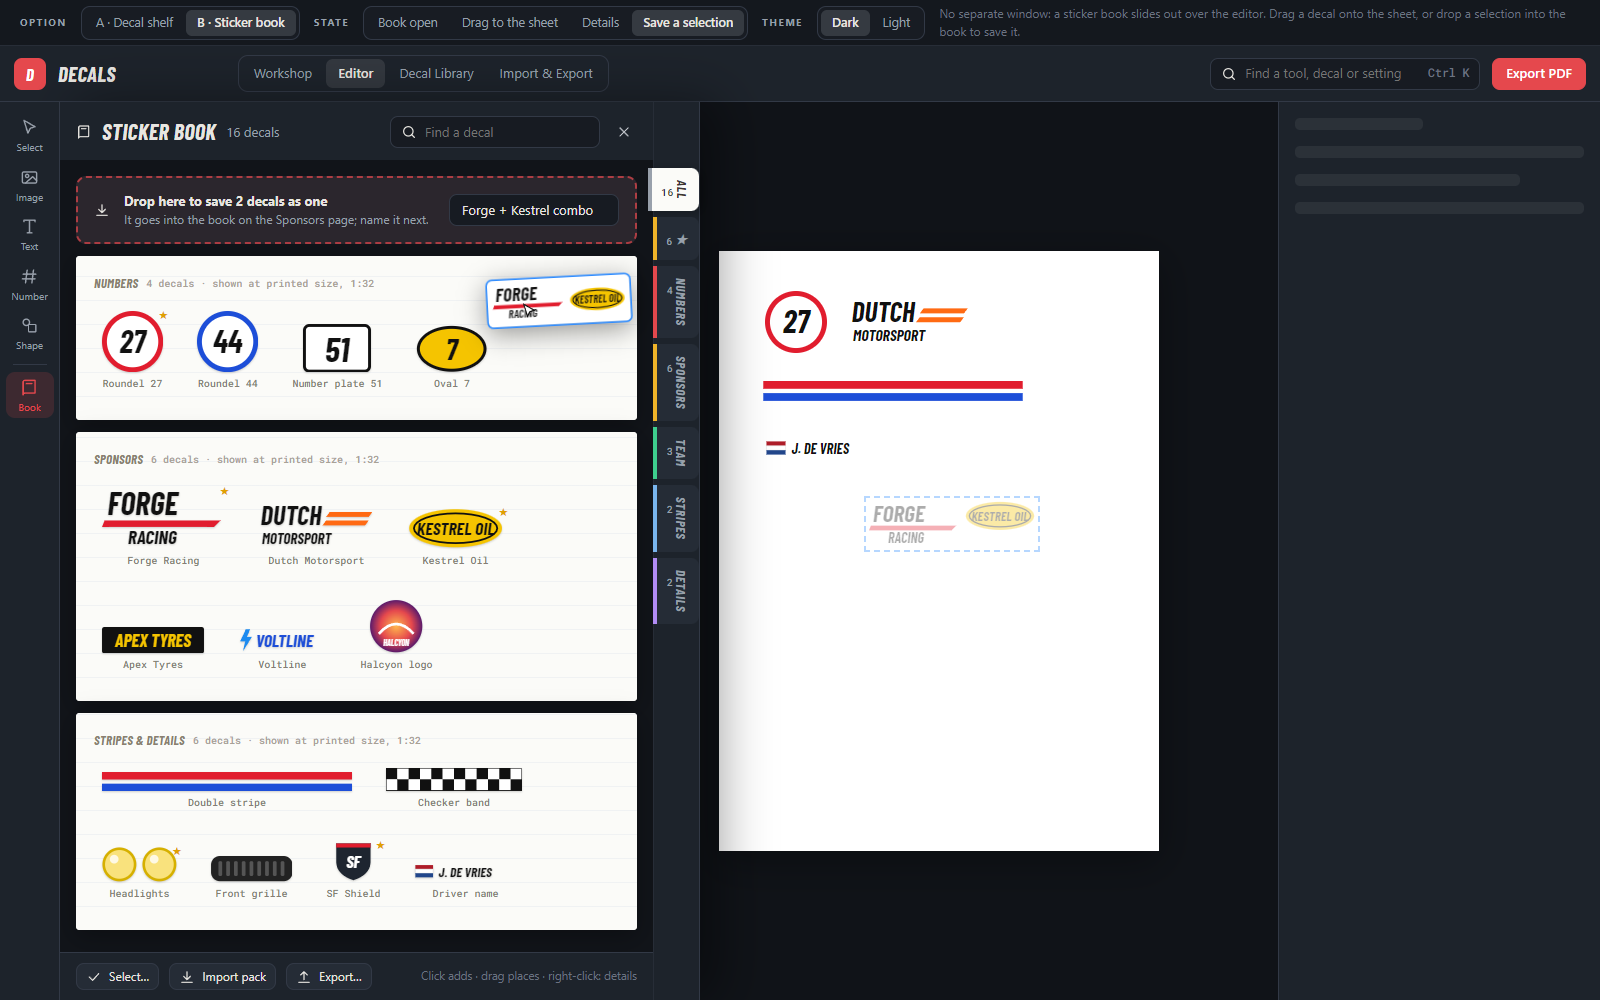 OPTION A · Decal shelf B · Sticker book STATE Book open Drag to the sheet Details Save a selection THEME Dark Light
No separate window: a sticker book slides out over the editor. Drag a decal onto the sheet, or drop a selection into the
book to save it.
D DECALS Workshop Editor Decal Library Import & Export Find a tool, decal or setting Ctrl K Export PDF
Select
Image
Text
Number
Shape
Book
STICKER BOOK 16 decals Find a decal
Drop here to save 2 decals as one
It goes into the book on the Sponsors page; name it next.
Forge + Kestrel combo
NUMBERS 4 decals · shown at printed size, 1:32
FORGE
RACING
KESTREL OIL
27 44 51 7
Roundel 27 Roundel 44 Number plate 51 Oval 7
SPONSORS 6 decals · shown at printed size, 1:32
FORGE
RACING
DUTCH
MOTORSPORT
KESTREL OIL
Forge Racing Dutch Motorsport Kestrel Oil
APEX TYRES VOLTLINE HALCYON
Apex Tyres Voltline Halcyon logo
STRIPES & DETAILS 6 decals · shown at printed size, 1:32
Double stripe Checker band
SF J. DE VRIES
Headlights Front grille SF Shield Driver name
Select... Import pack Export... Click adds · drag places · right-click: details
16 ALL
6 ★
4 NUMBERS
6 SPONSORS
3 TEAM
2 STRIPES
2 DETAILS
27
DUTCH
MOTORSPORT
J. DE VRIES
FORGE
RACING
KESTREL OIL